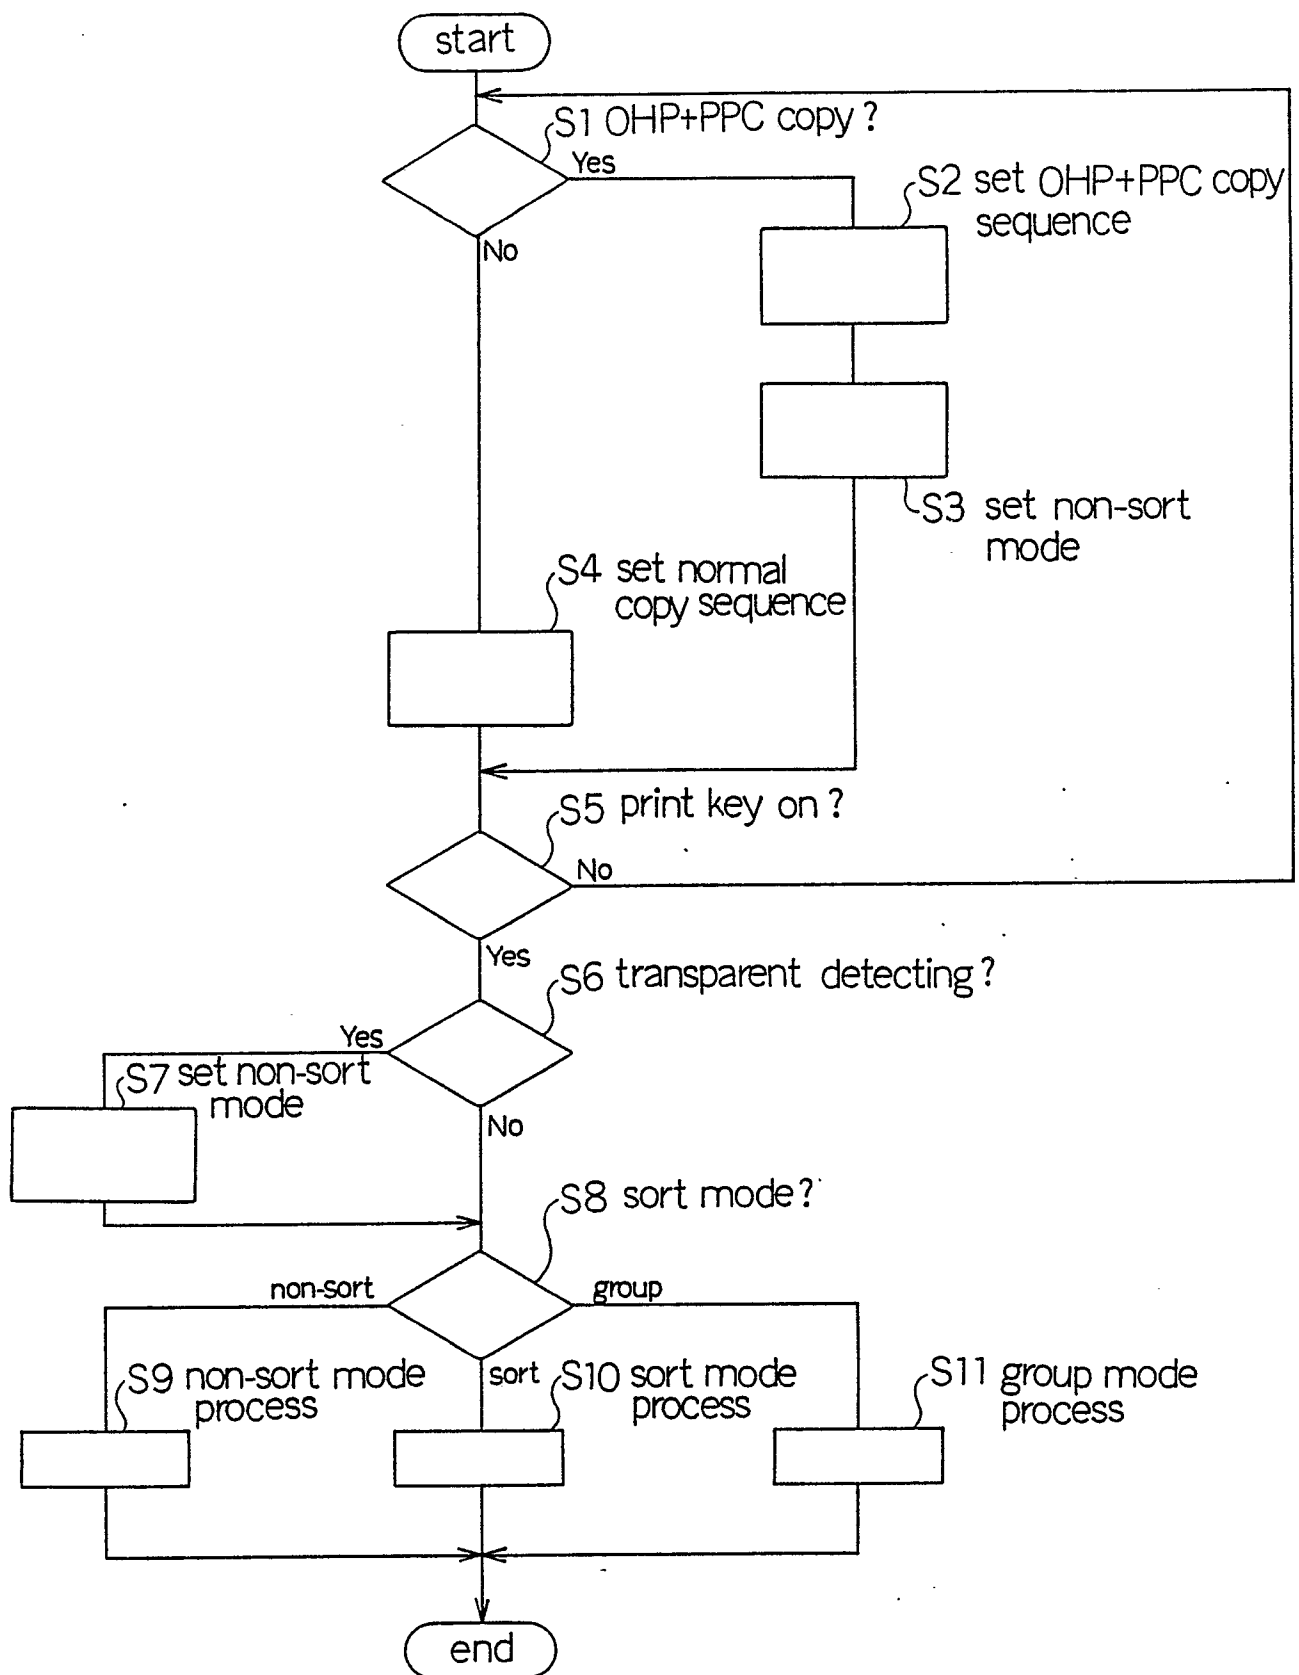 start
S1 OHP+PPC copy?
Yes
S2 set OHP+PPC copy
sequence
No
S3 set non-sort
mode
S4 set normal
copy sequence
S5 print key on?
No
Yes
S6 transparent detecting?
Yes
S7 set non-sort
mode
No
S8 sort mode?
non-sort
group
S9 non-sort mode
process
sort
S10 sort mode
process
S11 group mode
process
end